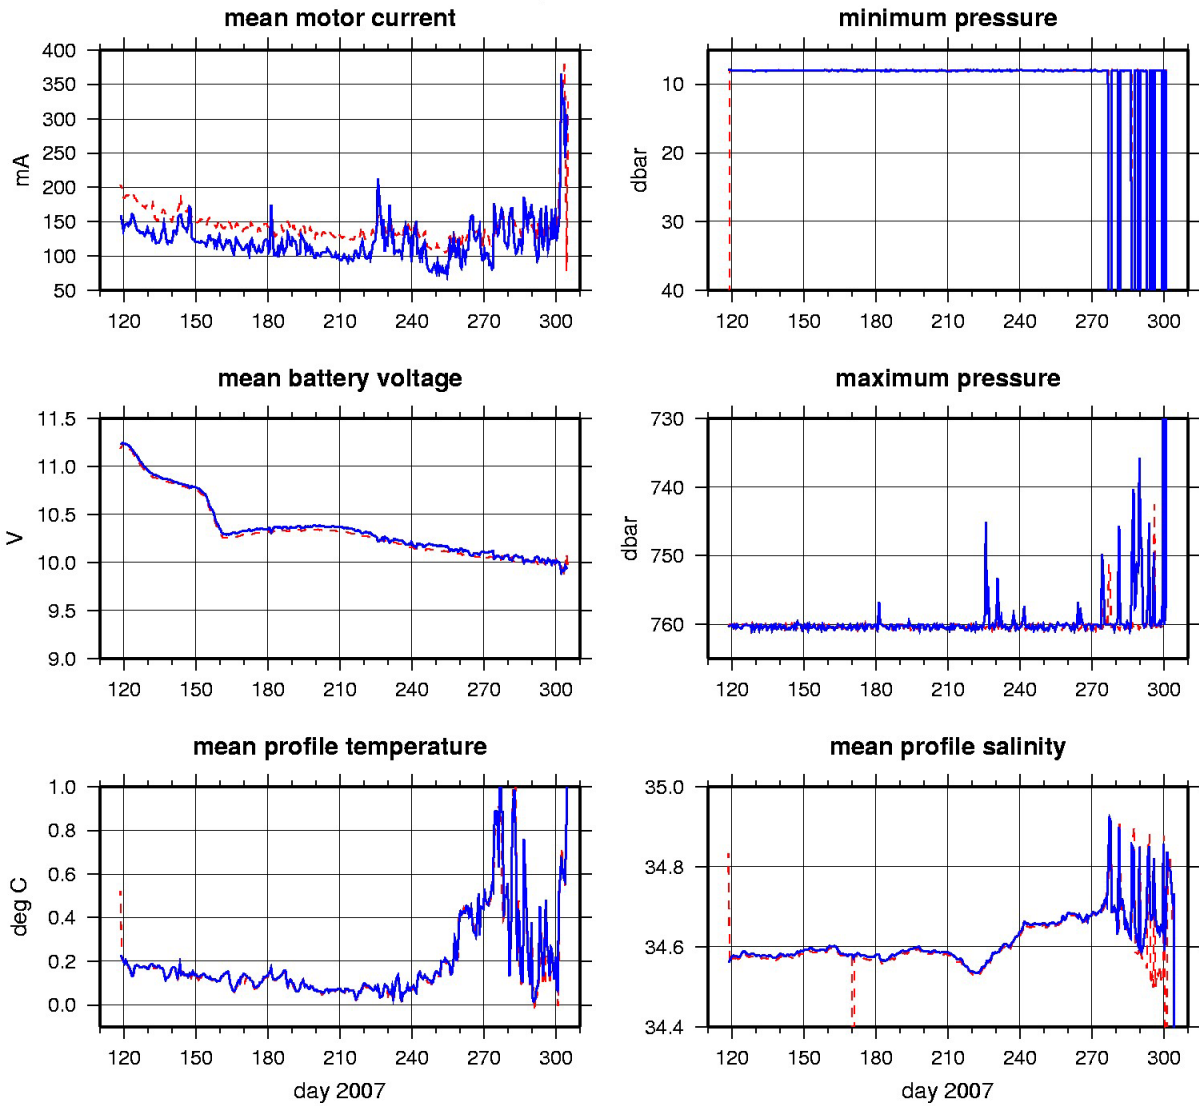 mean motor current
400
350
300
250
200
150
100
50
mA
120 150 180 210 240 270 300
minimum pressure
10
20
30
40
dbar
120 150 180 210 240 270 300
mean battery voltage
11.5
11.0
10.5
10.0
9.5
9.0
V
120 150 180 210 240 270 300
maximum pressure
730
740
750
760
dbar
120 150 180 210 240 270 300
mean profile temperature
1.0
0.8
0.6
0.4
0.2
0.0
deg C
120 150 180 210 240 270 300
day 2007
mean profile salinity
35.0
34.8
34.6
34.4
120 150 180 210 240 270 300
day 2007